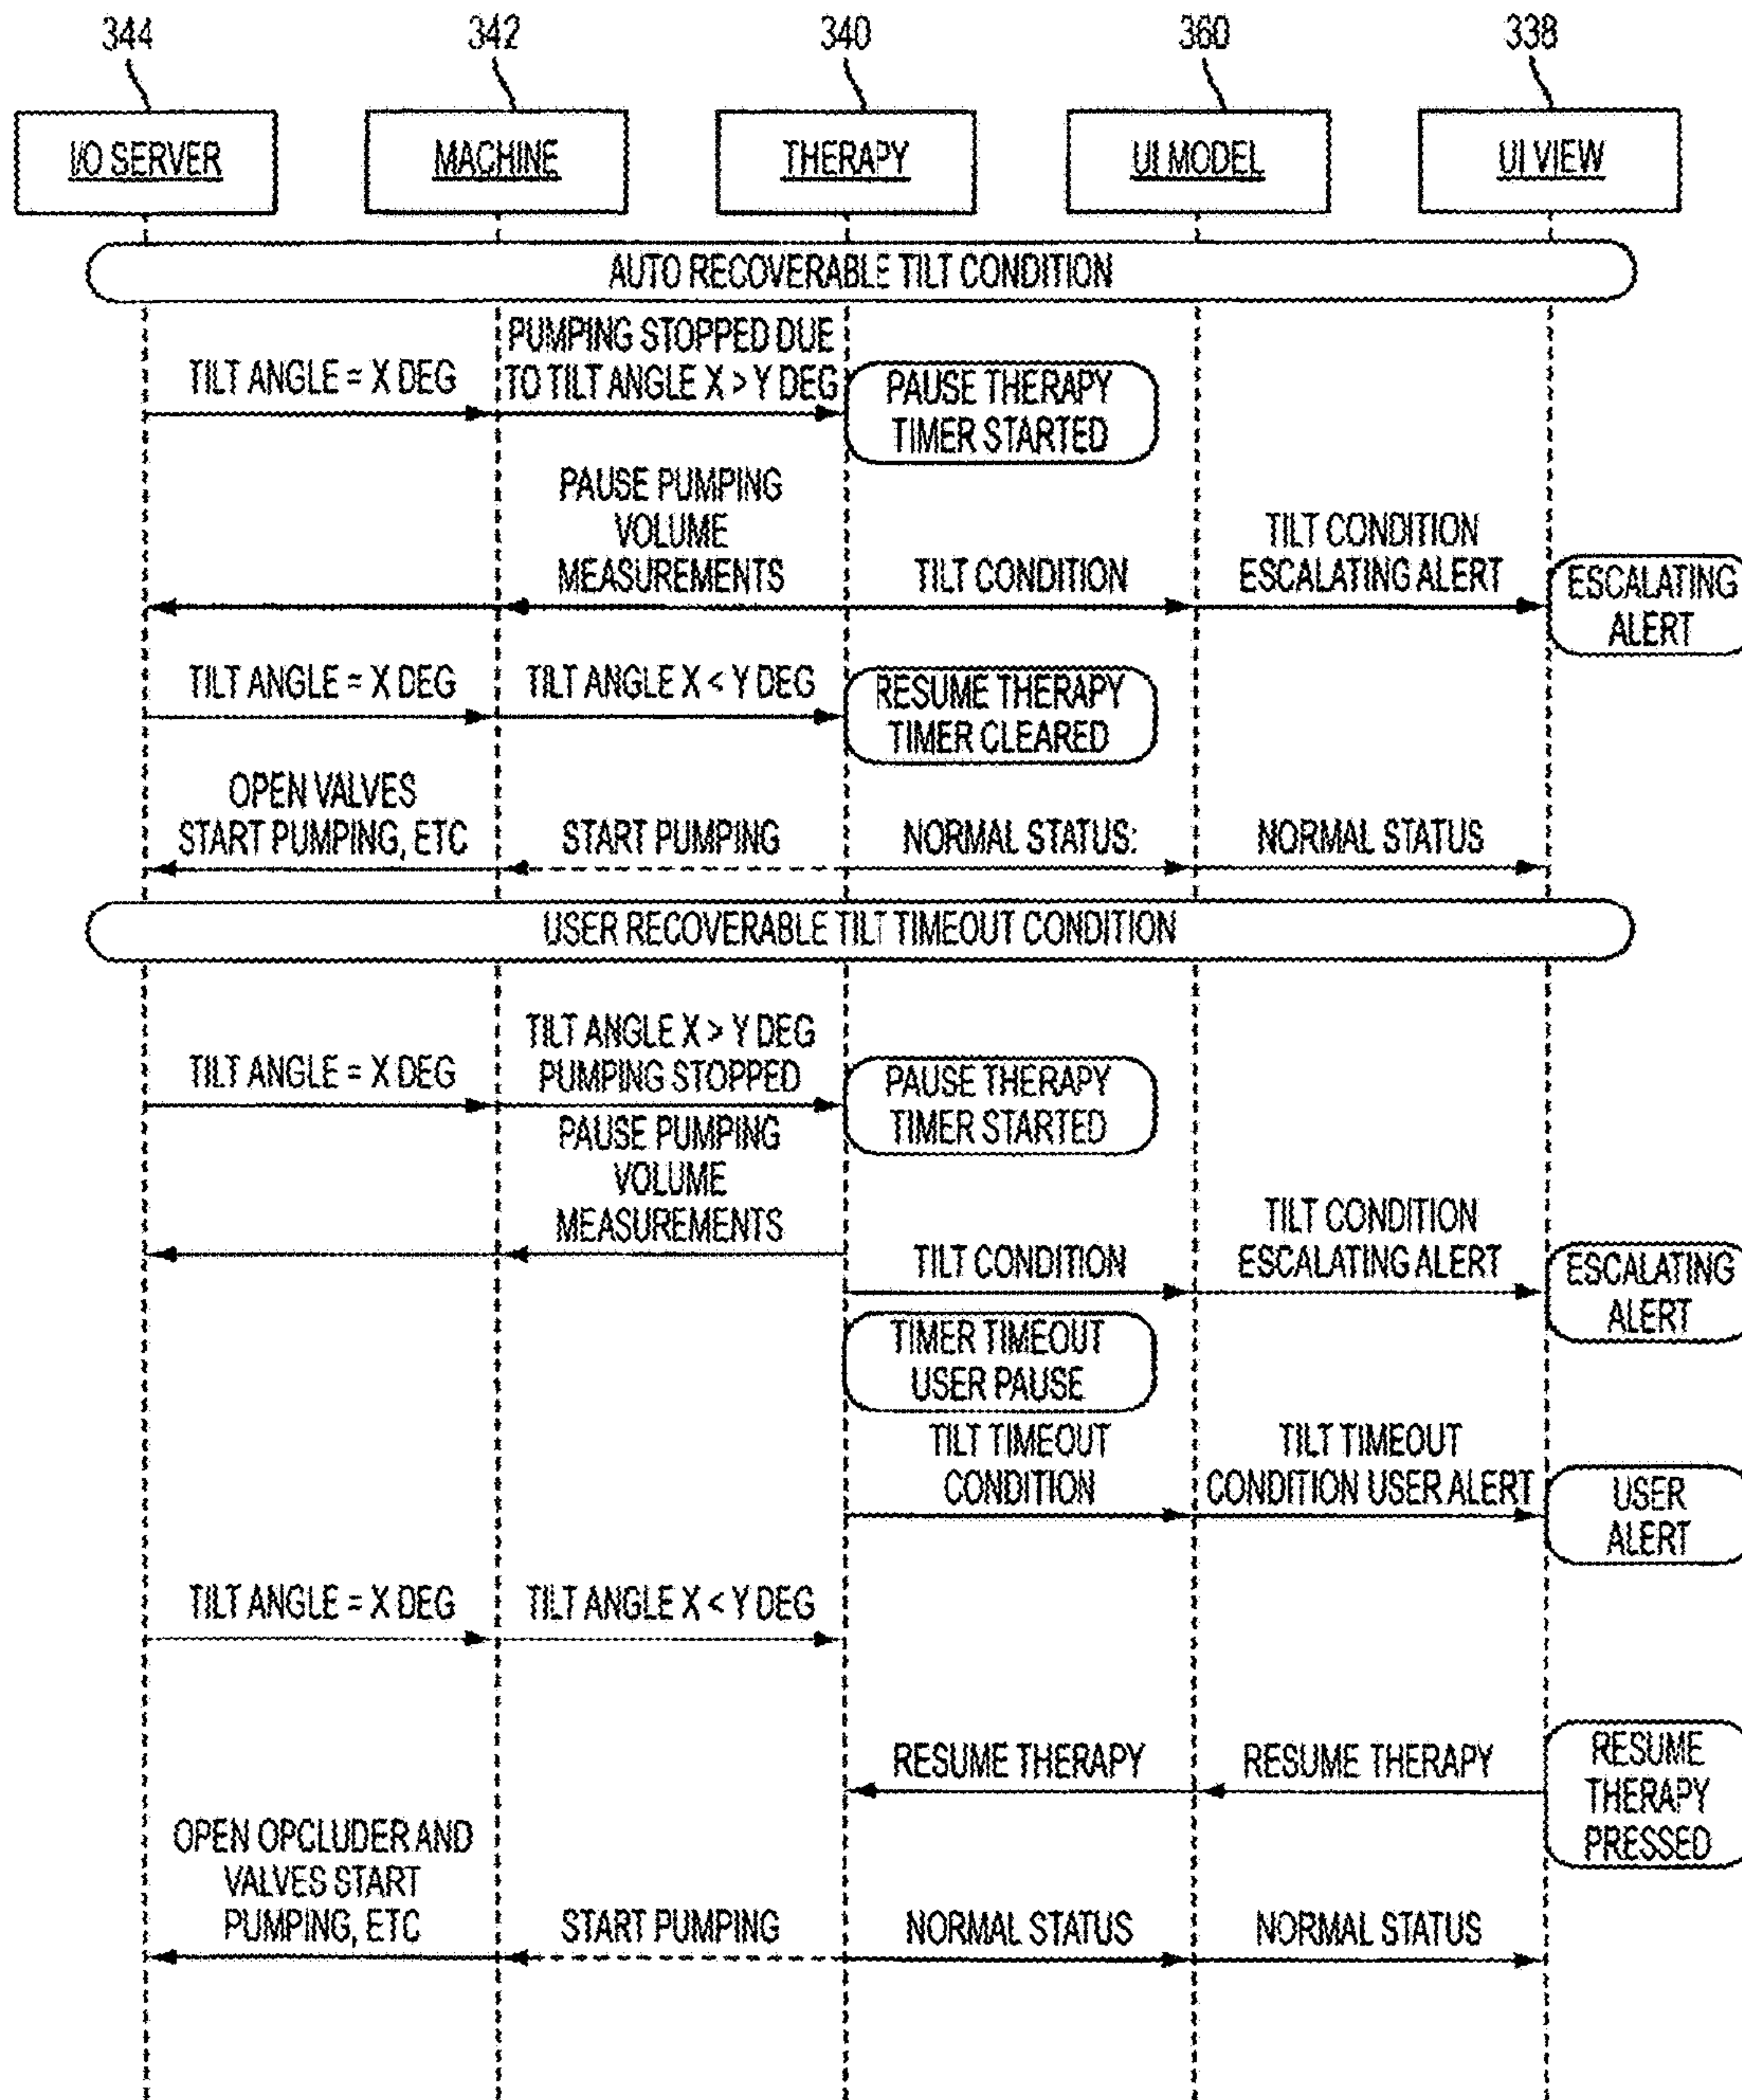 344 342 340 360 338
I/O SERVER MACHINE THERAPY UI MODEL UI VIEW
AUTO RECOVERABLE TILT CONDITION
TILT ANGLE = X DEG
PUMPING STOPPED DUE
TO TILT ANGLE X > Y DEG
PAUSE THERAPY
TIMER STARTED
PAUSE PUMPING
VOLUME
MEASUREMENTS
TILT CONDITION
TILT CONDITION
ESCALATING ALERT
ESCALATING
ALERT
TILT ANGLE = X DEG
TILT ANGLE X < Y DEG
RESUME THERAPY
TIMER CLEARED
OPEN VALVES
START PUMPING, ETC
START PUMPING
NORMAL STATUS:
NORMAL STATUS
USER RECOVERABLE TILT TIMEOUT CONDITION
TILT ANGLE = X DEG
TILT ANGLE X > Y DEG
PUMPING STOPPED
PAUSE THERAPY
TIMER STARTED
PAUSE PUMPING
VOLUME
MEASUREMENTS
TILT CONDITION
TILT CONDITION
ESCALATING ALERT
ESCALATING
ALERT
TIMER TIMEOUT
USER PAUSE
TILT TIMEOUT
CONDITION
TILT TIMEOUT
CONDITION USER ALERT
USER
ALERT
TILT ANGLE = X DEG
TILT ANGLE X < Y DEG
RESUME THERAPY
RESUME THERAPY
RESUME
THERAPY
PRESSED
OPEN OPCLUDER AND
VALVES START
PUMPING, ETC
START PUMPING
NORMAL STATUS
NORMAL STATUS